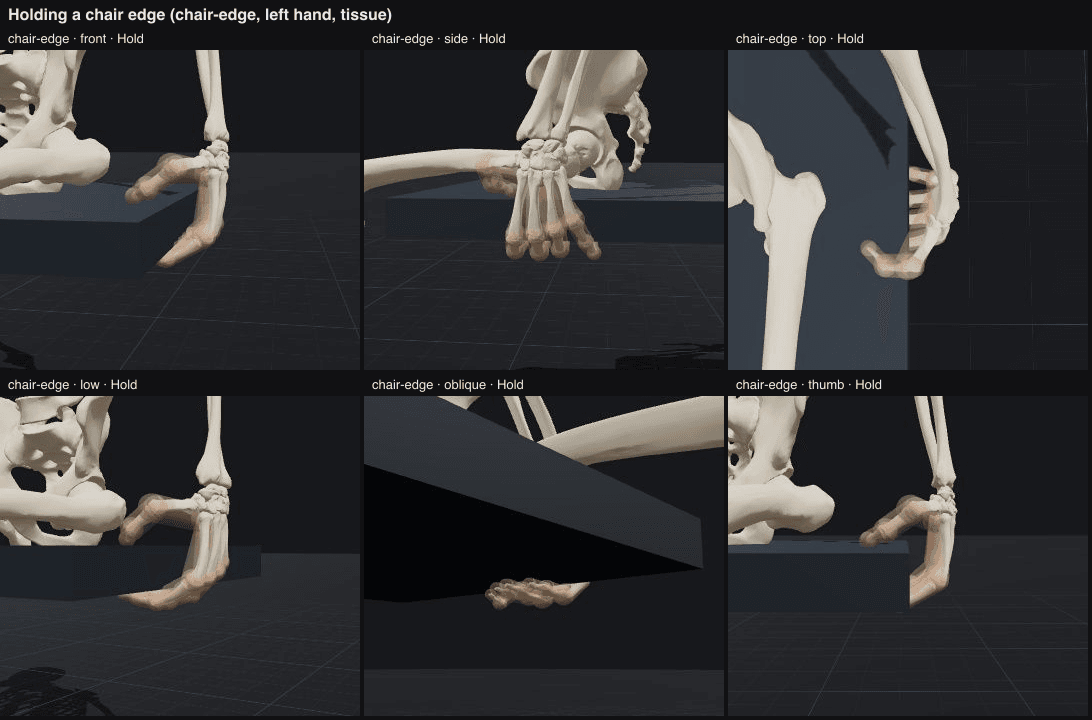 Holding a chair edge (chair-edge, left hand, tissue)
chair-edge · front · Hold
chair-edge · side · Hold
chair-edge · top · Hold
chair-edge · low · Hold
chair-edge · oblique · Hold
chair-edge · thumb · Hold